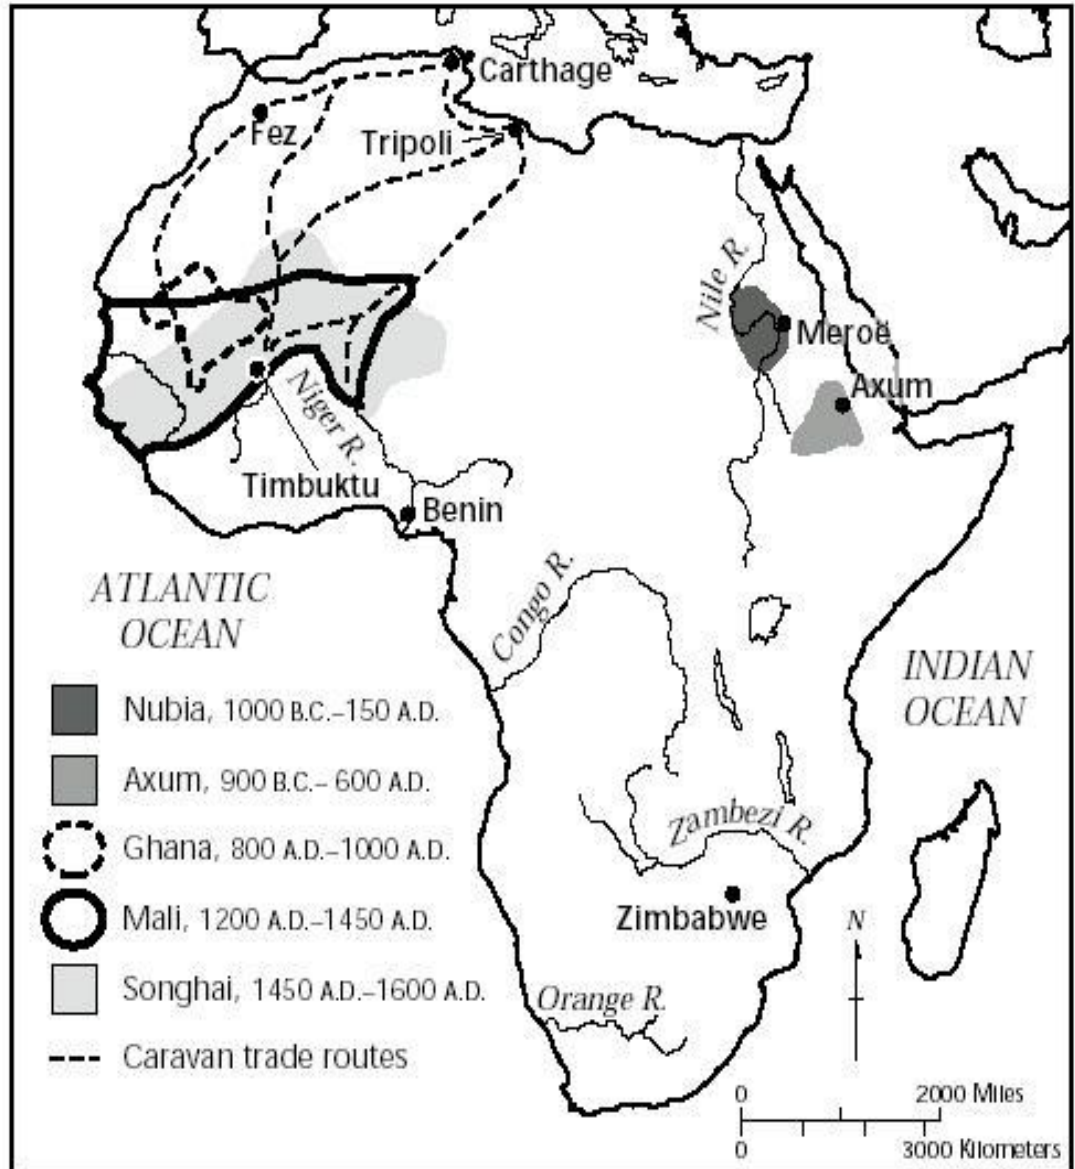 Carthage
Fez
Tripoli
Nile R.
Meroë
Axum
Niger R.
Timbuktu
Benin
ATLANTIC
OCEAN
Congo R.
INDIAN
OCEAN
Nubia, 1000 B.C.–150 A.D.
Axum, 900 B.C.– 600 A.D.
Ghana, 800 A.D.–1000 A.D.
Mali, 1200 A.D.–1450 A.D.
Songhai, 1450 A.D.–1600 A.D.
Caravan trade routes
Zambezi R.
Zimbabwe
N
Orange R.
0 2000 Miles
0 3000 Kilometers